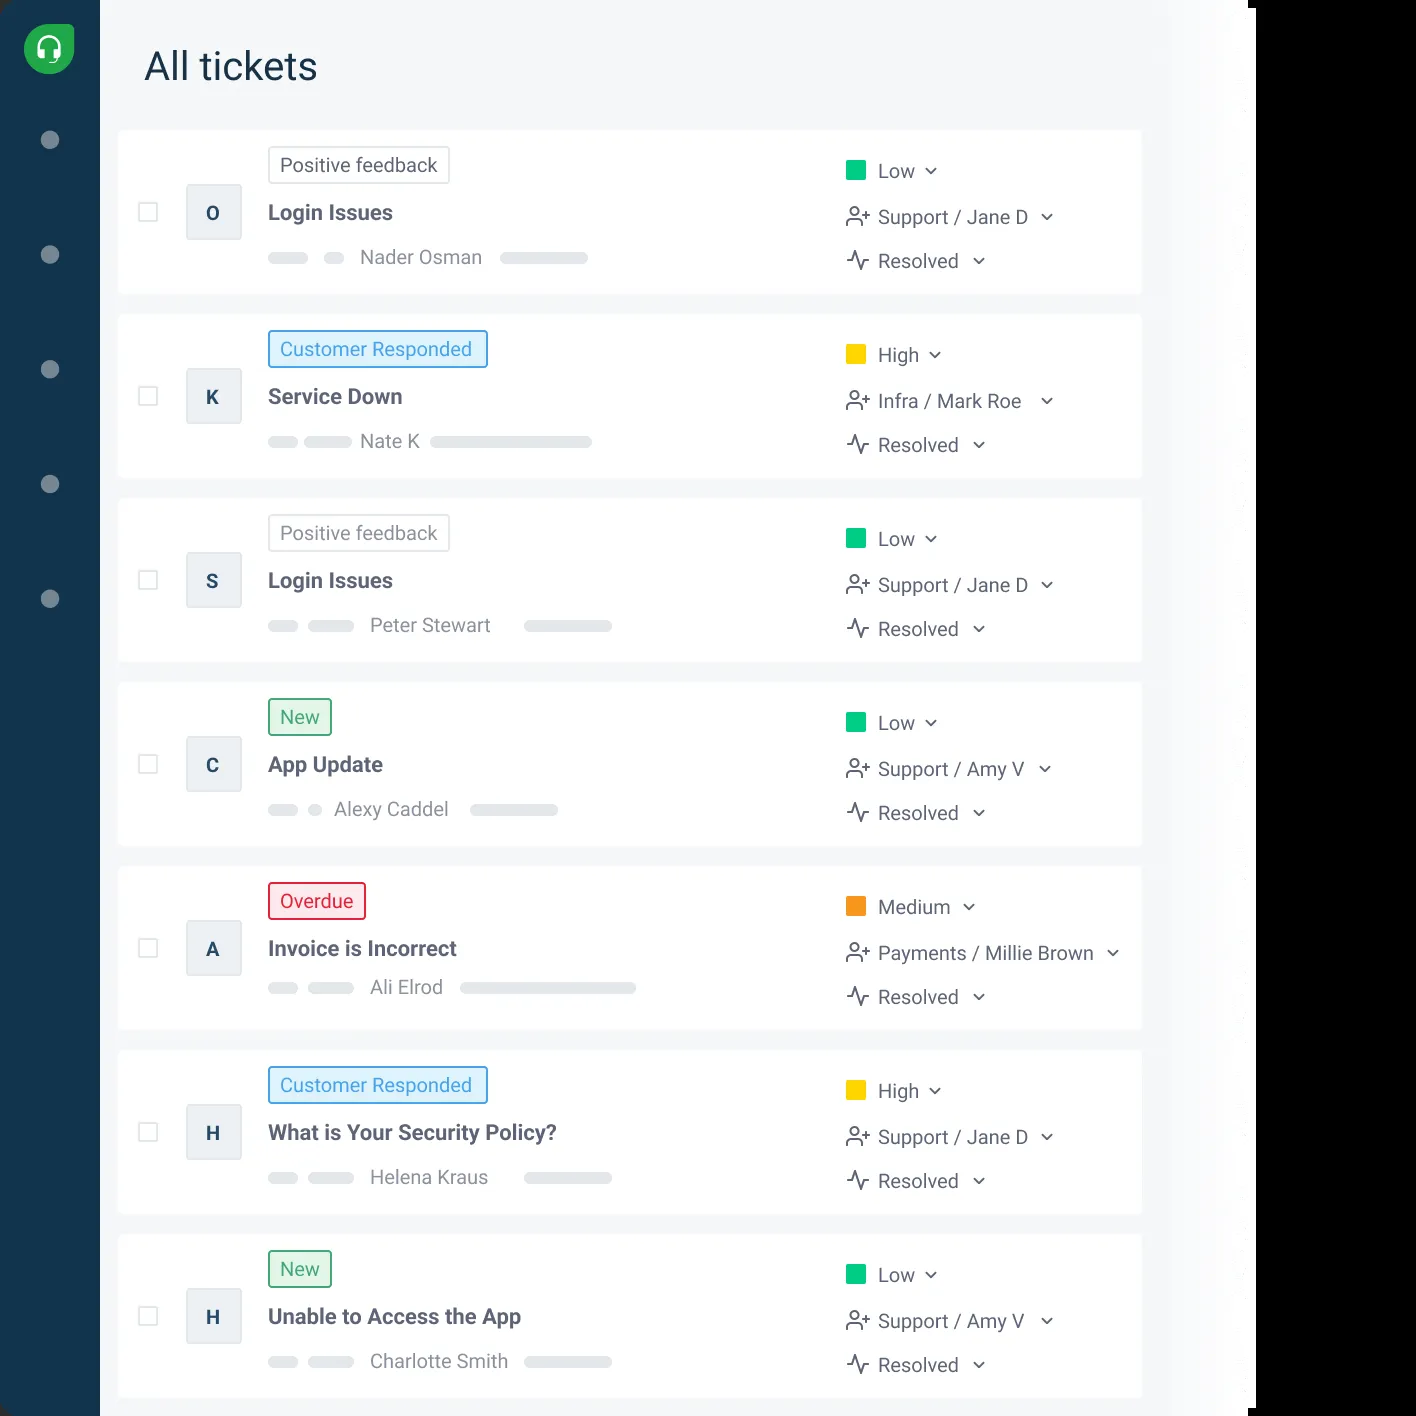 All tickets
Positive feedback
O
Login Issues
Nader Osman
Low
Support / Jane D
Resolved
Customer Responded
K
Service Down
Nate K
High
Infra / Mark Roe
Resolved
Positive feedback
S
Login Issues
Peter Stewart
Low
Support / Jane D
Resolved
New
C
App Update
Alexy Caddel
Low
Support / Amy V
Resolved
Overdue
A
Invoice is Incorrect
Ali Elrod
Medium
Payments / Millie Brown
Resolved
Customer Responded
H
What is Your Security Policy?
Helena Kraus
High
Support / Jane D
Resolved
New
H
Unable to Access the App
Charlotte Smith
Low
Support / Amy V
Resolved